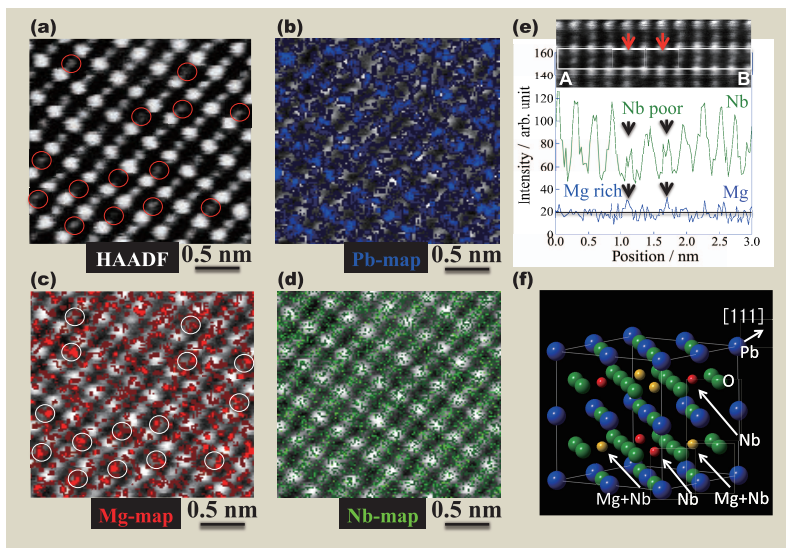 (a)
HAADF
0.5 nm
(b)
Pb-map
0.5 nm
(c)
Mg-map
0.5 nm
(d)
Nb-map
0.5 nm
(e)
A
B
Intensity / arb. unit
160
140
120
100
80
60
40
20
0
Nb poor
Nb
Mg rich
Mg
0.0
0.5
1.0
1.5
2.0
2.5
3.0
Position / nm
(f)
[111]
Pb
O
Nb
Mg+Nb
Nb
Mg+Nb